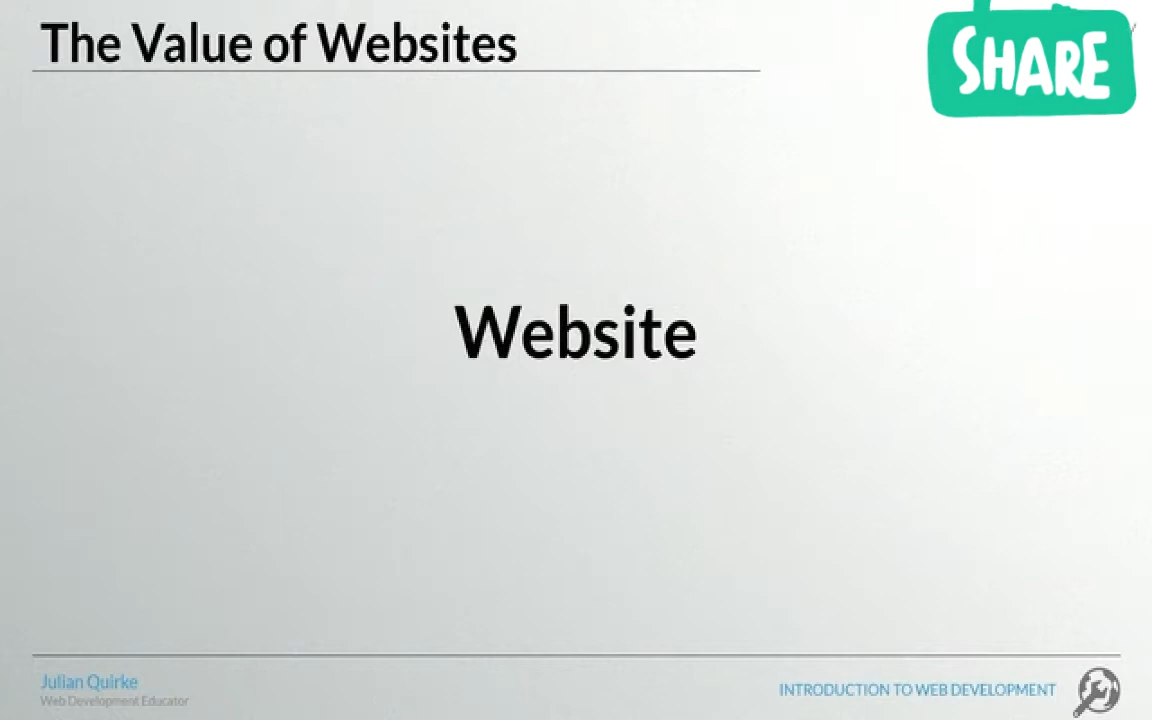 The Value of Websites
SHARE
Website
Julian Quirke
Web Development Educator
INTRODUCTION TO WEB DEVELOPMENT